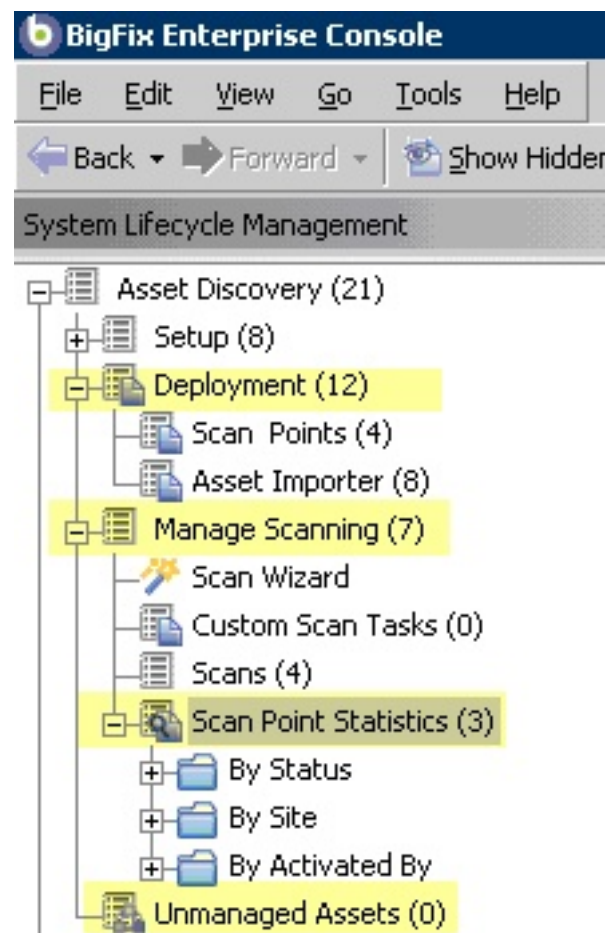 BigFix Enterprise Console
File Edit View Go Tools Help
Back Forward Show Hidden
System Lifecycle Management
Asset Discovery (21)
Setup (8)
Deployment (12)
Scan Points (4)
Asset Importer (8)
Manage Scanning (7)
Scan Wizard
Custom Scan Tasks (0)
Scans (4)
Scan Point Statistics (3)
By Status
By Site
By Activated By
Unmanaged Assets (0)